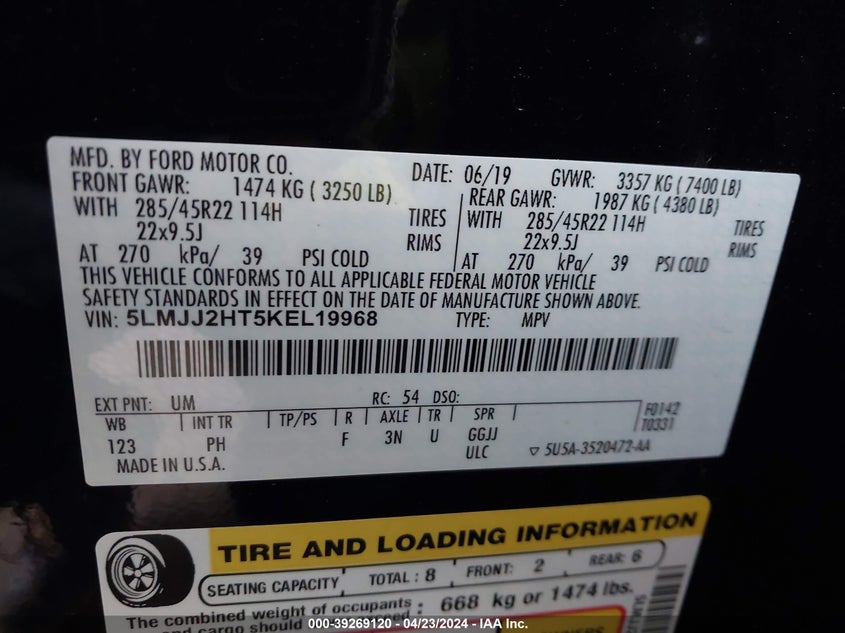 MFD. BY FORD MOTOR CO. DATE: 06/19 GVWR: 3357 KG ( 7400 LB)
FRONT GAWR: 1474 KG ( 3250 LB) REAR GAWR: 1987 KG ( 4380 LB)
WITH 285/45R22 114H TIRES WITH 285/45R22 114H TIRES
22x9.5J RIMS 22x9.5J RIMS
AT 270 kPa/ 39 PSI COLD AT 270 kPa/ 39 PSI COLD
THIS VEHICLE CONFORMS TO ALL APPLICABLE FEDERAL MOTOR VEHICLE
SAFETY STANDARDS IN EFFECT ON THE DATE OF MANUFACTURE SHOWN ABOVE.
VIN: 5LMJJ2HT5KEL19968 TYPE: MPV
EXT PNT: UM RC: 54 DSO:
WB INT TR TP/PS R AXLE TR SPR F0142
123 PH F 3N U GGJJ T0331
ULC ▽ 5U5A-3520472-AA
MADE IN U.S.A.
TIRE AND LOADING INFORMATION
SEATING CAPACITY TOTAL : 8 FRONT: 2 REAR: 6
The combined weight of occupants : 668 kg or 1474 lbs.
and cargo should
000-39269120 - 04/23/2024 - IAA Inc.